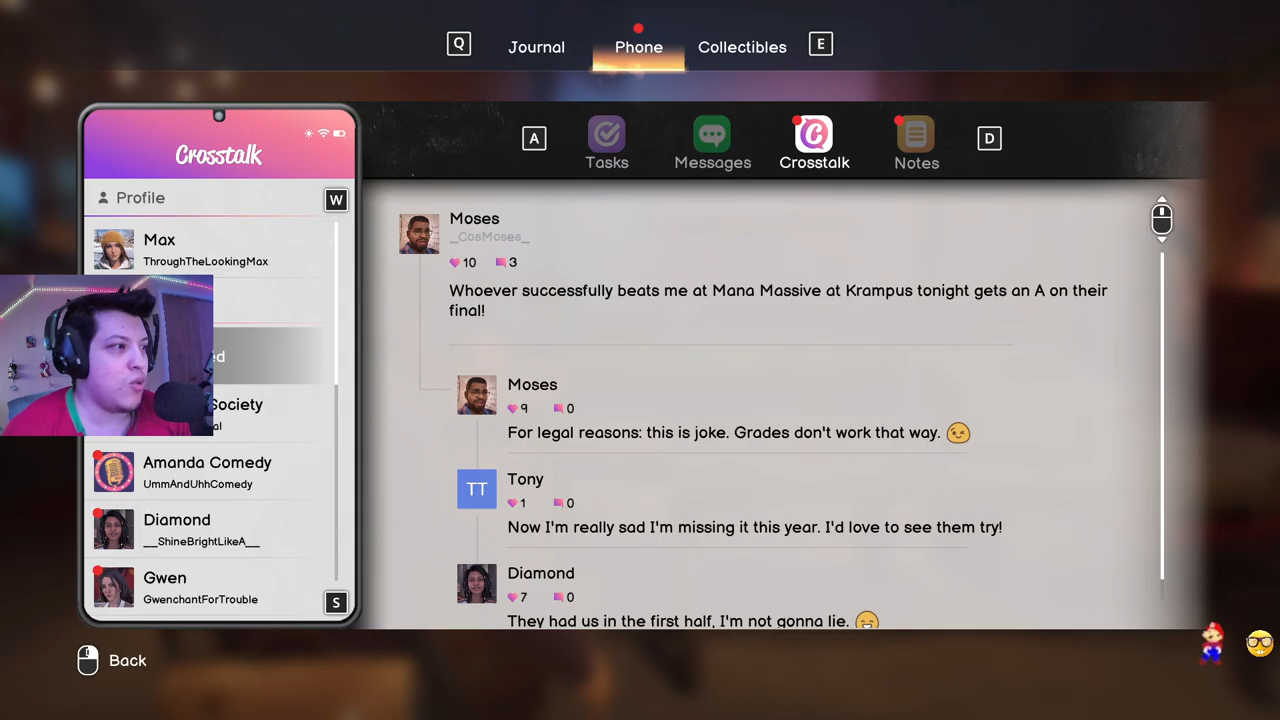 Q
Journal
Phone
Collectibles
E
Crosstalk
Profile
W
Max
ThroughTheLookingMax
Society
Amanda Comedy
UmmAndUhhComedy
Diamond
__ShineBrightLikeA__
Gwen
GwenchantForTrouble
S
A
Tasks
Messages
Crosstalk
Notes
D
Moses
_CosMoses_
10
3
Whoever successfully beats me at Mana Massive at Krampus tonight gets an A on their
final!
Moses
9
0
For legal reasons: this is joke. Grades don't work that way.
TT
Tony
1
0
Now I'm really sad I'm missing it this year. I'd love to see them try!
Diamond
7
0
They had us in the first half, I'm not gonna lie.
Back